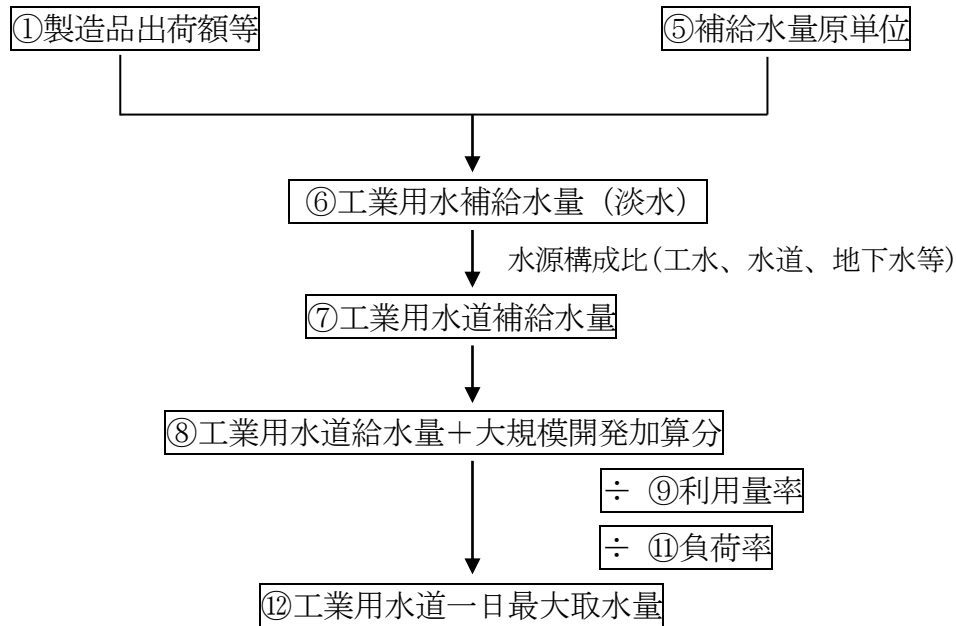 ①製造品出荷額等
⑤補給水量原単位
⑥工業用水補給水量（淡水）
水源構成比(工水、水道、地下水等)
⑦工業用水道補給水量
⑧工業用水道給水量＋大規模開発加算分
÷ ⑨利用量率
÷ ⑪負荷率
⑫工業用水道一日最大取水量